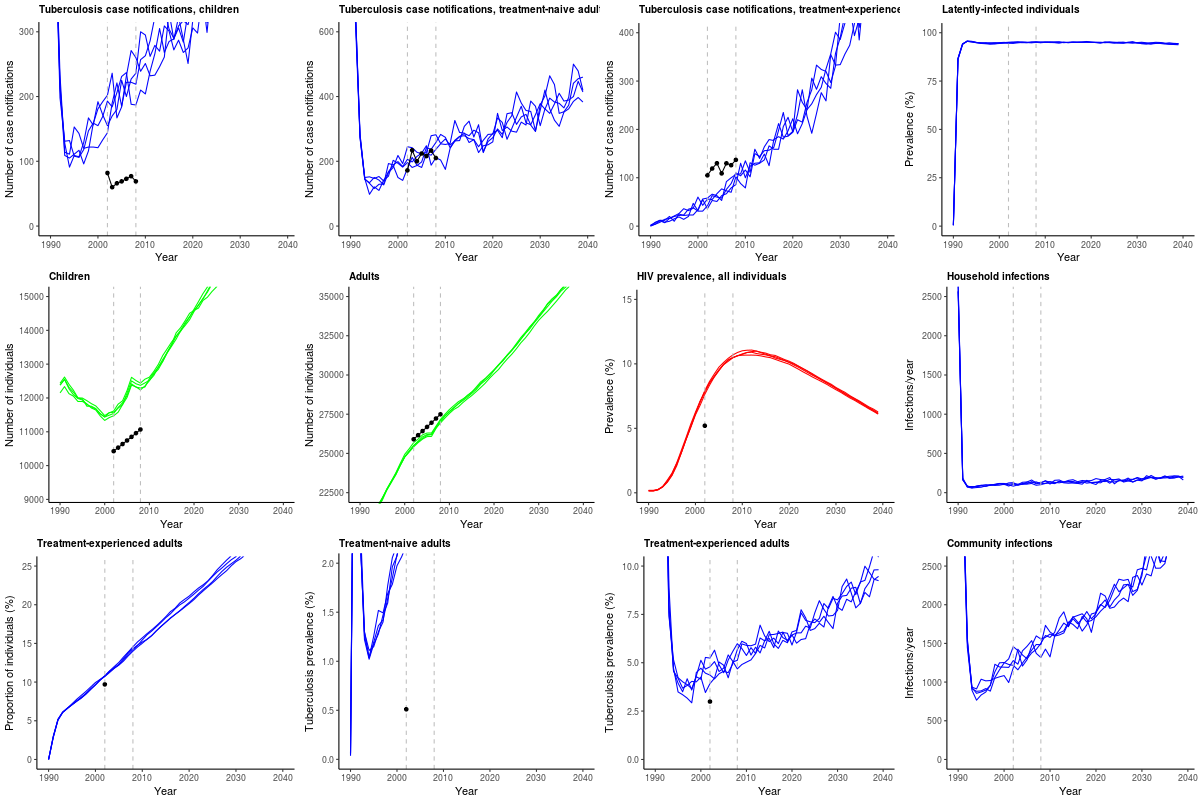 Tuberculosis case notifications, children
Number of case notifications
300
200
100
0
1990 2000 2010 2020 2030 2040
Year
Tuberculosis case notifications, treatment-naive adul
Number of case notifications
600
400
200
0
1990 2000 2010 2020 2030 2040
Year
Tuberculosis case notifications, treatment-experience
Number of case notifications
400
300
200
100
0
1990 2000 2010 2020 2030 2040
Year
Latently-infected individuals
Prevalence (%)
100
75
50
25
0
1990 2000 2010 2020 2030 2040
Year
Children
Number of individuals
15000
14000
13000
12000
11000
10000
9000
1990 2000 2010 2020 2030 2040
Year
Adults
Number of individuals
35000
32500
30000
27500
25000
22500
1990 2000 2010 2020 2030 2040
Year
HIV prevalence, all individuals
Prevalence (%)
15
10
5
0
1990 2000 2010 2020 2030 2040
Year
Household infections
Infections/year
2500
2000
1500
1000
500
0
1990 2000 2010 2020 2030 2040
Year
Treatment-experienced adults
Proportion of individuals (%)
25
20
15
10
5
0
1990 2000 2010 2020 2030 2040
Year
Treatment-naive adults
Tuberculosis prevalence (%)
2.0
1.5
1.0
0.5
0.0
1990 2000 2010 2020 2030 2040
Year
Treatment-experienced adults
Tuberculosis prevalence (%)
10.0
7.5
5.0
2.5
0.0
1990 2000 2010 2020 2030 2040
Year
Community infections
Infections/year
2500
2000
1500
1000
500
0
1990 2000 2010 2020 2030 2040
Year